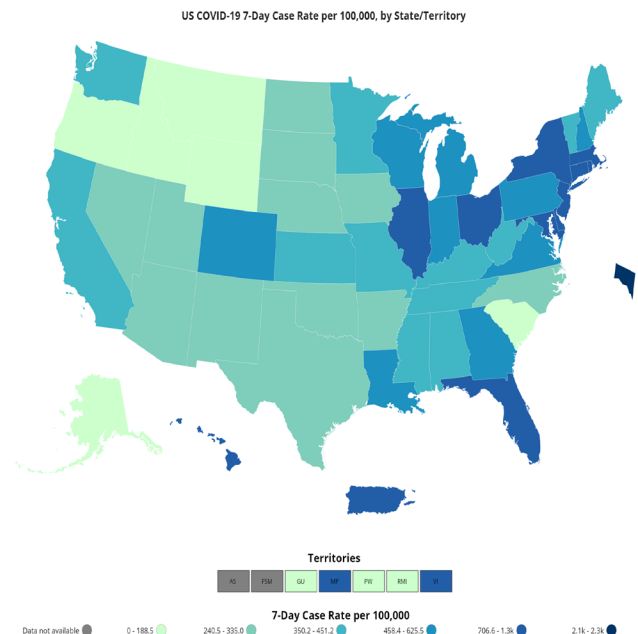 US COVID-19 7-Day Case Rate per 100,000, by State/Territory
Territories
AS FSM GU MP PW RMI VI
7-Day Case Rate per 100,000
Data not available 0 - 188.5 240.5 - 335.0 350.2 - 451.2 458.4 - 625.5 706.6 - 1.3k 2.1k - 2.3k